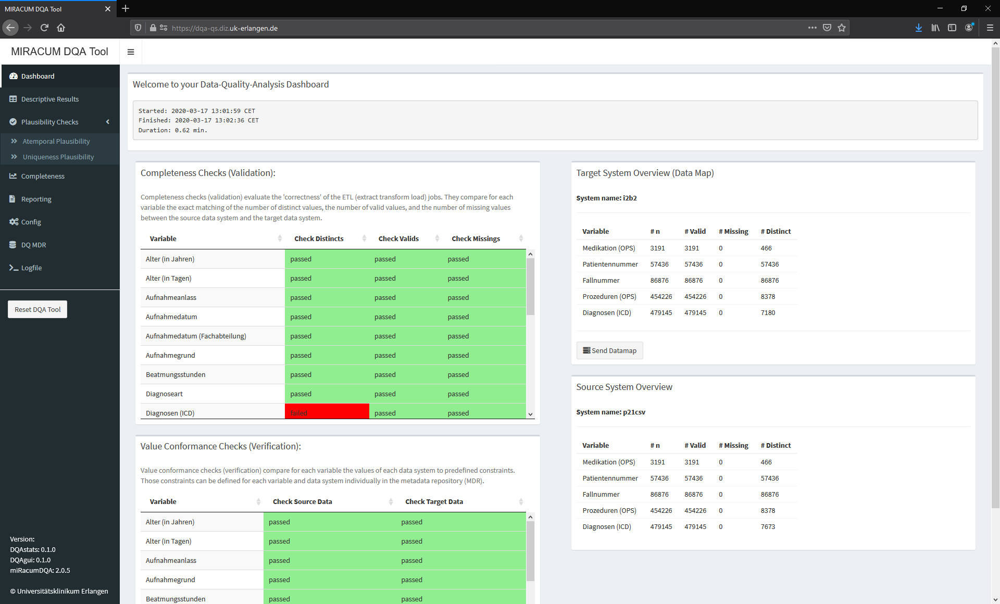 MIRACUM DQA Tool
https://dqa-qs.diz.uk-erlangen.de
MIRACUM DQA Tool
Dashboard
Descriptive Results
Plausibility Checks
Atemporal Plausibility
Uniqueness Plausibility
Completeness
Reporting
Config
DQ MDR
Logfile
Reset DQA Tool
Version:
DQAstats: 0.1.0
DQAgui: 0.1.0
miRacumDQA: 2.0.5
© Universitätsklinikum Erlangen
Welcome to your Data-Quality-Analysis Dashboard
Started: 2020-03-17 13:01:59 CET
Finished: 2020-03-17 13:02:36 CET
Duration: 0.62 min.
Completeness Checks (Validation):
Completeness checks (validation) evaluate the 'correctness' of the ETL (extract transform load) jobs. They compare for each
variable the exact matching of the number of distinct values, the number of valid values, and the number of missing values
between the source data system and the target data system.
Variable Check Distincts Check Valids Check Missings
Alter (in Jahren) passed passed passed
Alter (in Tagen) passed passed passed
Aufnahmeanlass passed passed passed
Aufnahmedatum passed passed passed
Aufnahmedatum (Fachabteilung) passed passed passed
Aufnahmegrund passed passed passed
Beatmungsstunden passed passed passed
Diagnoseart passed passed passed
Diagnosen (ICD) failed passed passed
Value Conformance Checks (Verification):
Value conformance checks (verification) compare for each variable the values of each data system to predefined constraints.
Those constraints can be defined for each variable and data system individually in the metadata repository (MDR).
Variable Check Source Data Check Target Data
Alter (in Jahren) passed passed
Alter (in Tagen) passed passed
Aufnahmeanlass passed passed
Aufnahmegrund passed passed
Beatmungsstunden passed passed
Target System Overview (Data Map)
System name: i2b2
Variable # n # Valid # Missing # Distinct
Medikation (OPS) 3191 3191 0 466
Patientennummer 57436 57436 0 57436
Fallnummer 86876 86876 0 86876
Prozeduren (OPS) 454226 454226 0 8378
Diagnosen (ICD) 479145 479145 0 7180
Send Datamap
Source System Overview
System name: p21csv
Variable # n # Valid # Missing # Distinct
Medikation (OPS) 3191 3191 0 466
Patientennummer 57436 57436 0 57436
Fallnummer 86876 86876 0 86876
Prozeduren (OPS) 454226 454226 0 8378
Diagnosen (ICD) 479145 479145 0 7673